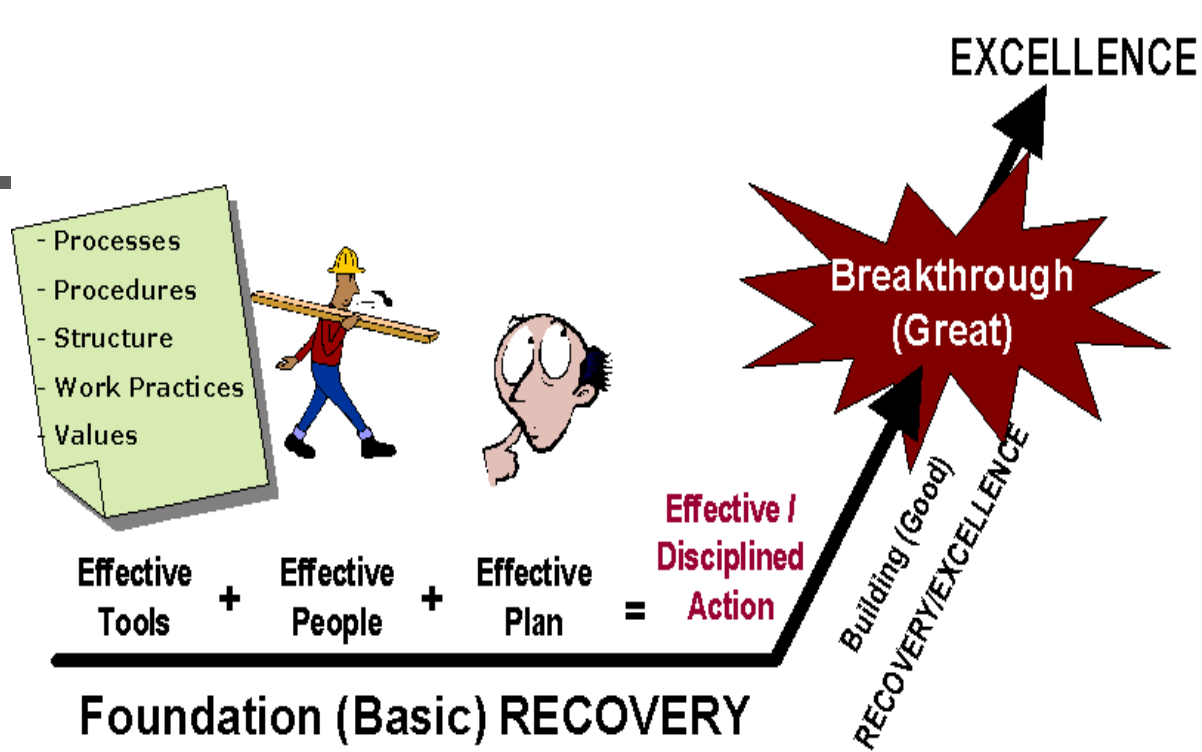 EXCELLENCE
- Processes
- Procedures
- Structure
- Work Practices
- Values
Breakthrough
(Great)
Effective
Tools
+
Effective
People
+
Effective
Plan
=
Effective /
Disciplined
Action
Building (Good)
RECOVERY/EXCELLENCE
Foundation (Basic) RECOVERY